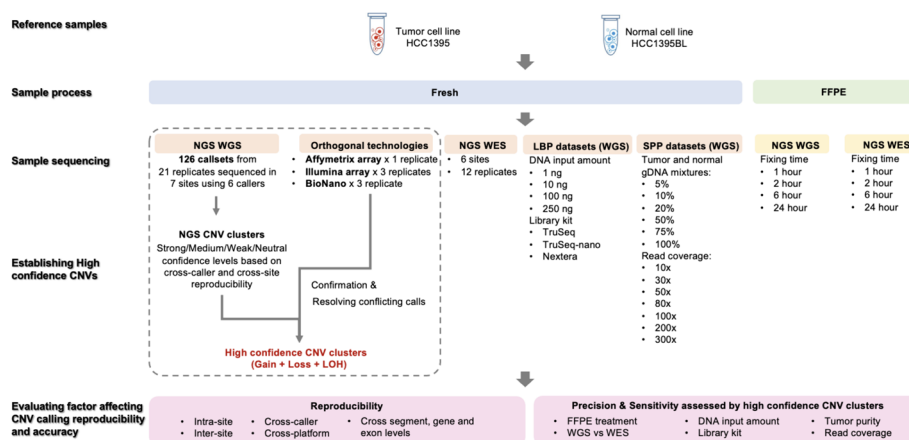 Reference samples
Tumor cell line
HCC1395
Normal cell line
HCC1395BL
Sample process
Fresh
FFPE
Sample sequencing
NGS WGS
126 callsets from
21 replicates sequenced in
7 sites using 6 callers
Orthogonal technologies
• Affymetrix array x 1 replicate
• Illumina array x 3 replicates
• BioNano x 3 replicate
NGS WES
• 6 sites
• 12 replicates
LBP datasets (WGS)
DNA input amount
• 1 ng
• 10 ng
• 100 ng
• 250 ng
Library kit
• TruSeq
• TruSeq-nano
• Nextera
SPP datasets (WGS)
Tumor and normal
gDNA mixtures:
• 5%
• 10%
• 20%
• 50%
• 75%
• 100%
Read coverage:
• 10x
• 30x
• 50x
• 80x
• 100x
• 200x
• 300x
NGS WGS
Fixing time
• 1 hour
• 2 hour
• 6 hour
• 24 hour
NGS WES
Fixing time
• 1 hour
• 2 hour
• 6 hour
• 24 hour
Establishing High
confidence CNVs
NGS CNV clusters
Strong/Medium/Weak/Neutral
confidence levels based on
cross-caller and cross-site
reproducibility
Confirmation &
Resolving conflicting calls
High confidence CNV clusters
(Gain + Loss + LOH)
Evaluating factor affecting
CNV calling reproducibility
and accuracy
Reproducibility
• Intra-site
• Inter-site
• Cross-caller
• Cross-platform
• Cross segment, gene and
exon levels
Precision & Sensitivity assessed by high confidence CNV clusters
• FFPE treatment
• WGS vs WES
• DNA input amount
• Library kit
• Tumor purity
• Read coverage